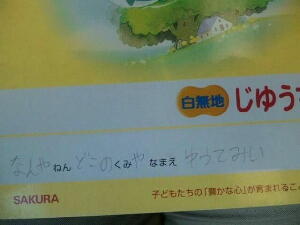 白無地 じゆう
なんやねん どこのくみや なまえ ゆうてみい
SAKURA 子どもたちの「豊かな心」が育まれるこ